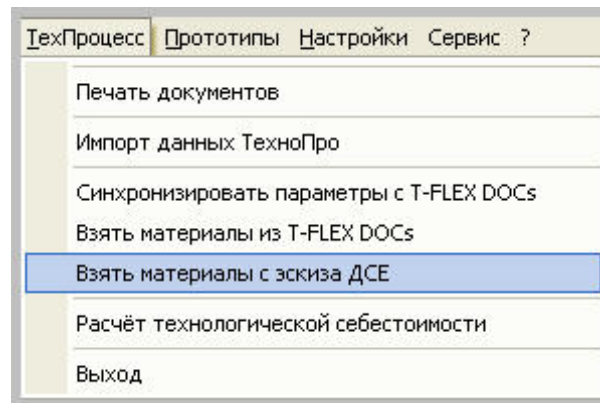 ТехПроцесс Прототипы Настройки Сервис ?
Печать документов
Импорт данных ТехноПро
Синхронизировать параметры с T-FLEX DOCs
Взять материалы из T-FLEX DOCs
Взять материалы с эскиза ДСЕ
Расчёт технологической себестоимости
Выход